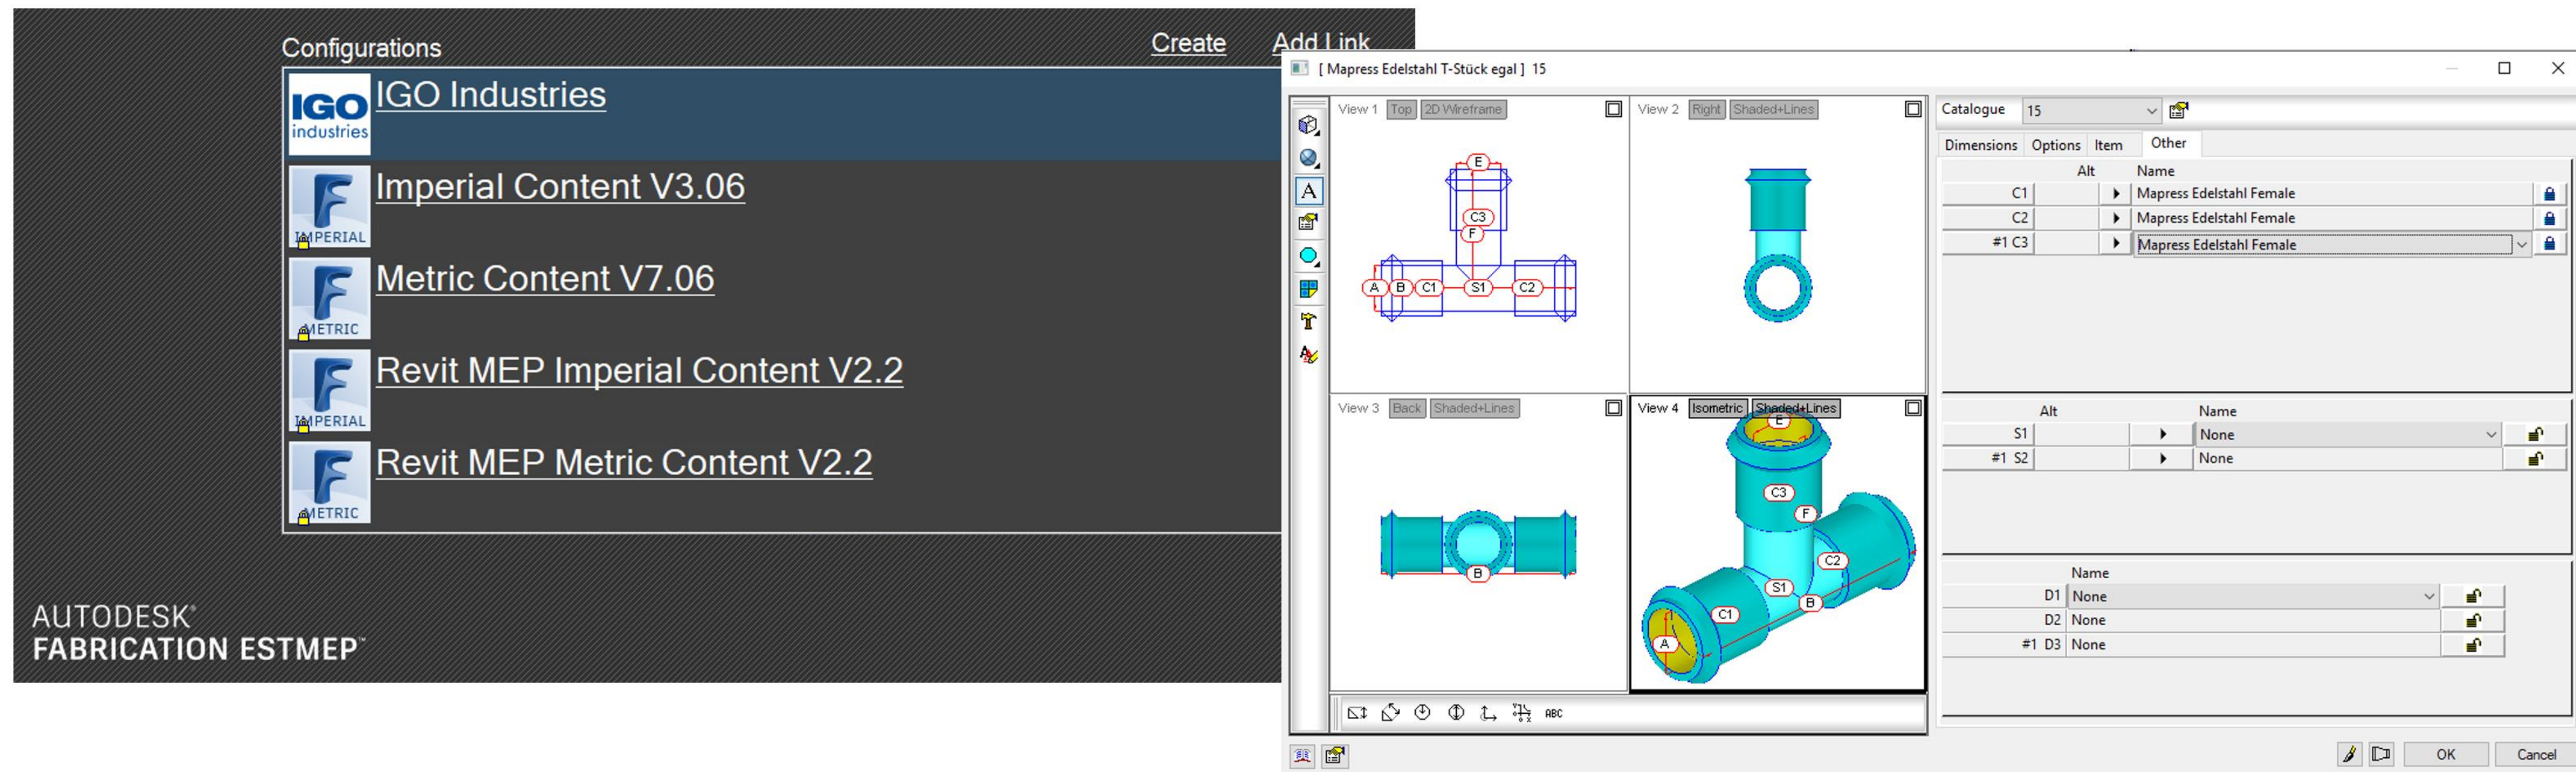 Configurations
Create
Add Link
IGO industries
IGO Industries
IMPERIAL
Imperial Content V3.06
METRIC
Metric Content V7.06
IMPERIAL
Revit MEP Imperial Content V2.2
METRIC
Revit MEP Metric Content V2.2
AUTODESK®
FABRICATION ESTMEP™
[ Mapress Edelstahl T-Stück egal ] 15
View 1 Top 2D Wireframe
E
C3
F
A B C1 S1 C2
View 2 Right Shaded+Lines
View 3 Back Shaded+Lines
B
View 4 Isometric Shaded+Lines
E
C3
F
C2
S1
B
C1
A
ABC
Catalogue 15
Dimensions Options Item Other
Alt Name
C1 Mapress Edelstahl Female
C2 Mapress Edelstahl Female
#1 C3 Mapress Edelstahl Female
Alt Name
S1 None
#1 S2 None
Name
D1 None
D2 None
#1 D3 None
OK Cancel